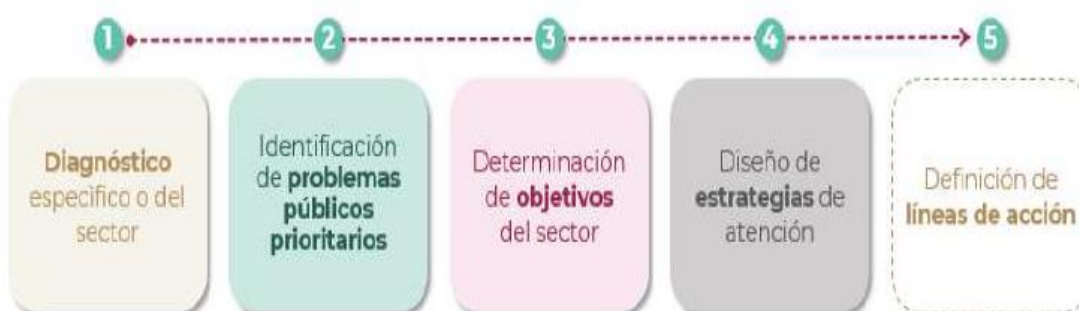 1
2
3
4
5
Diagnóstico
específico o del
sector
Identificación
de problemas
públicos
prioritarios
Determinación
de objetivos
del sector
Diseño de
estrategias de
atención
Definición de
líneas de acción